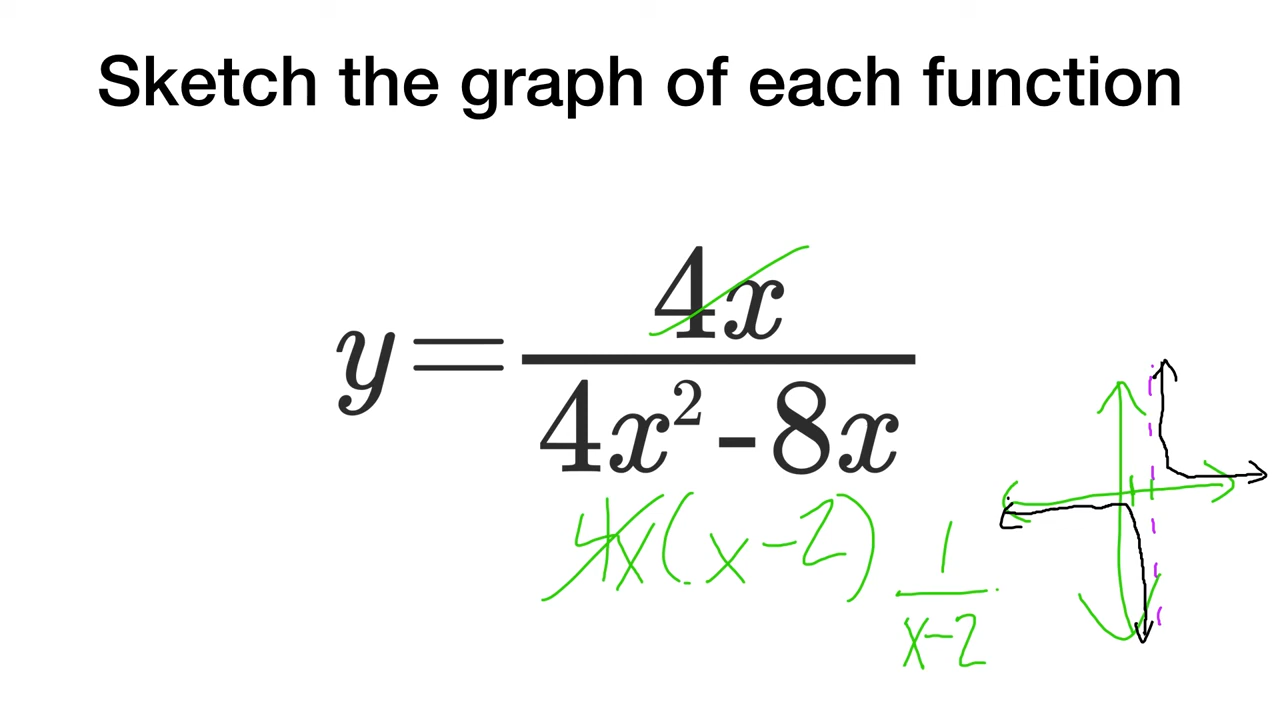 Sketch the graph of each function
y = 4x / 4x² - 8x
4x(x-2)
1 / x-2